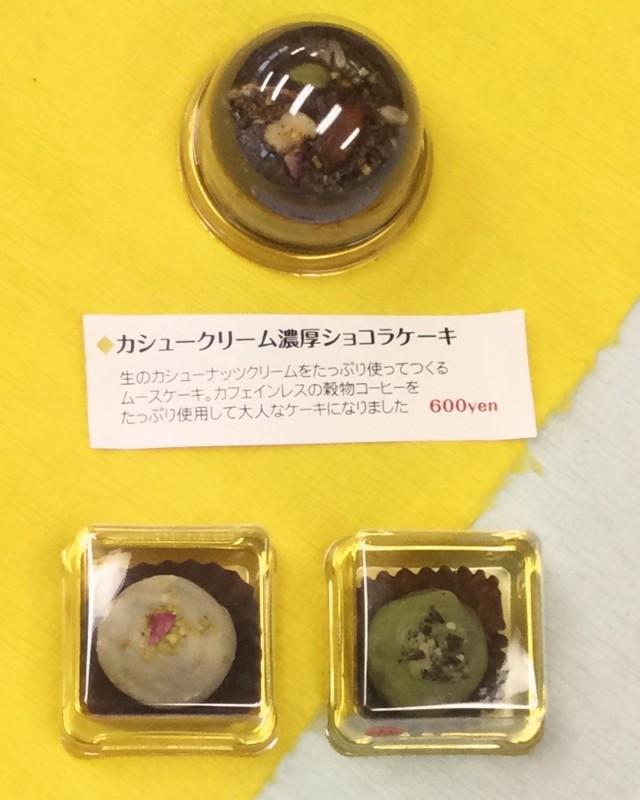 ◆カシュークリーム濃厚ショコラケーキ
生のカシューナッツクリームをたっぷり使ってつくる
ムースケーキ。カフェインレスの穀物コーヒーを
たっぷり使用して大人なケーキになりました 600yen